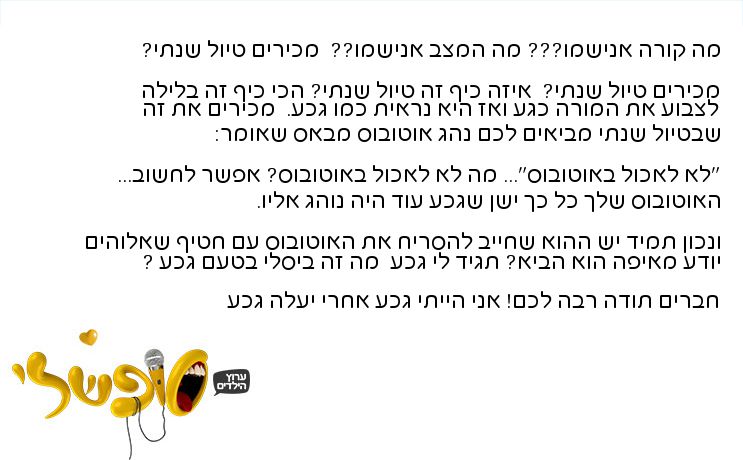 מה קורה אנישמו??? מה המצב אנישמו?? מכירים טיול שנתי?
מכירים טיול שנתי? איזה כיף זה טיול שנתי? הכי כיף זה בלילה
לצבוע את המורה כגע ואז היא נראית כמו גכע. מכירים את זה
שבטיול שנתי מביאים לכם נהג אוטובוס מבאס שאומר:
"לא לאכול באוטובוס"... מה לא לאכול באוטובוס? אפשר לחשוב...
האוטובוס שלך כל כך ישן שגכע עוד היה נוהג אליו.
ונכון תמיד יש ההוא שחייב להסריח את האוטובוס עם חטיף שאלוהים
יודע מאיפה הוא הביא? תגיד לי גכע מה זה ביסלי בטעם גכע ?
חברים תודה רבה לכם! אני הייתי גכע אחרי יעלה גכע
סופשלי
ערוץ
הילדים